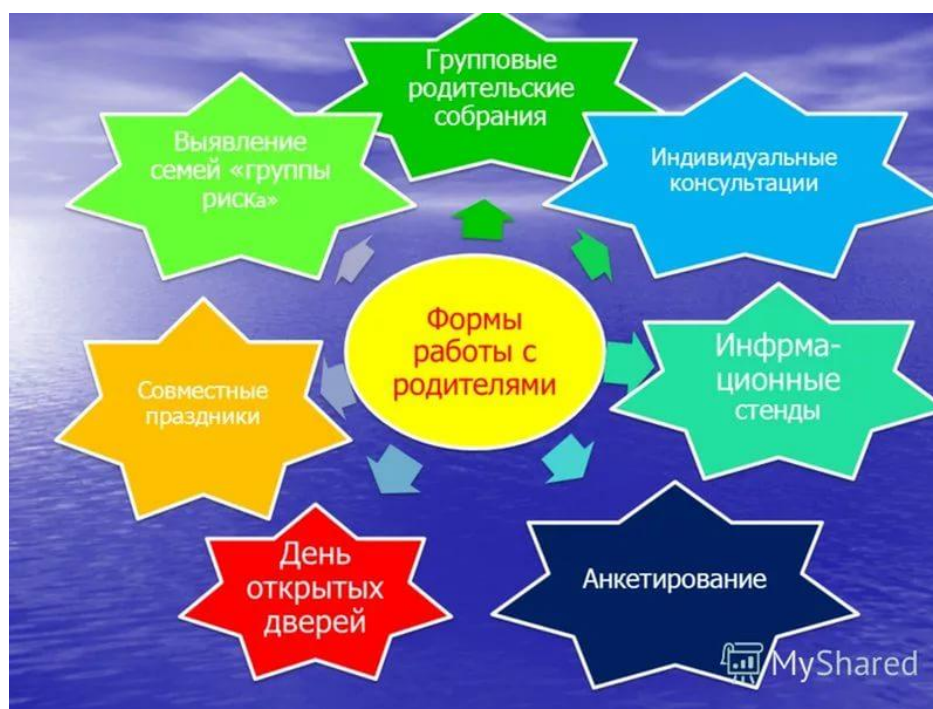 Групповые
родительские
собрания
Выявление
семей «группы
риска»
Индивидуальные
консультации
Формы
работы с
родителями
Инфрма-
ционные
стенды
Совместные
праздники
День
открытых
дверей
Анкетирование
MyShared